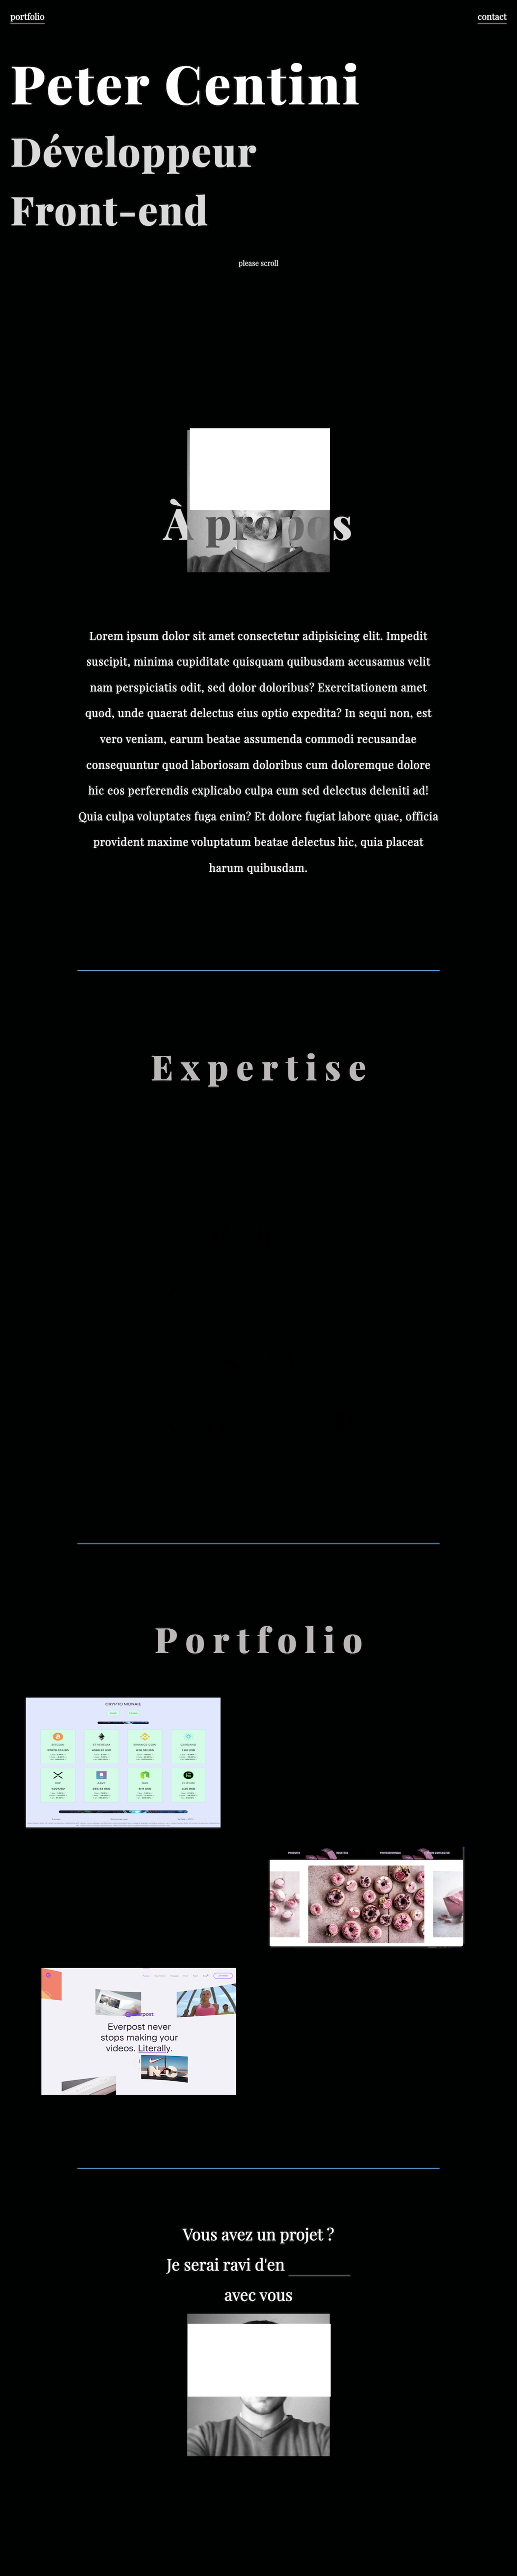 portfolio
contact
Peter Centini
Développeur
Front-end
please scroll
À propos
Lorem ipsum dolor sit amet consectetur adipisicing elit. Impedit
suscipit, minima cupiditate quisquam quibusdam accusamus velit
nam perspiciatis odit, sed dolor doloribus? Exercitationem amet
quod, unde quaerat delectus eius optio expedita? In sequi non, est
vero veniam, earum beatae assumenda commodi recusandae
consequuntur quod laboriosam doloribus cum doloremque dolore
hic eos perferendis explicabo culpa eum sed delectus deleniti ad!
Quia culpa voluptates fuga enim? Et dolore fugiat labore quae, officia
provident maxime voluptatum beatae delectus hic, quia placeat
harum quibusdam.
Expertise
Portfolio
CRYPTO MONAIE
BITCOIN
ETHEREUM
BINANCE COIN
CARDANO
Everpost never
stops making your
videos. Literally.
Vous avez un projet ?
Je serai ravi d'en
avec vous